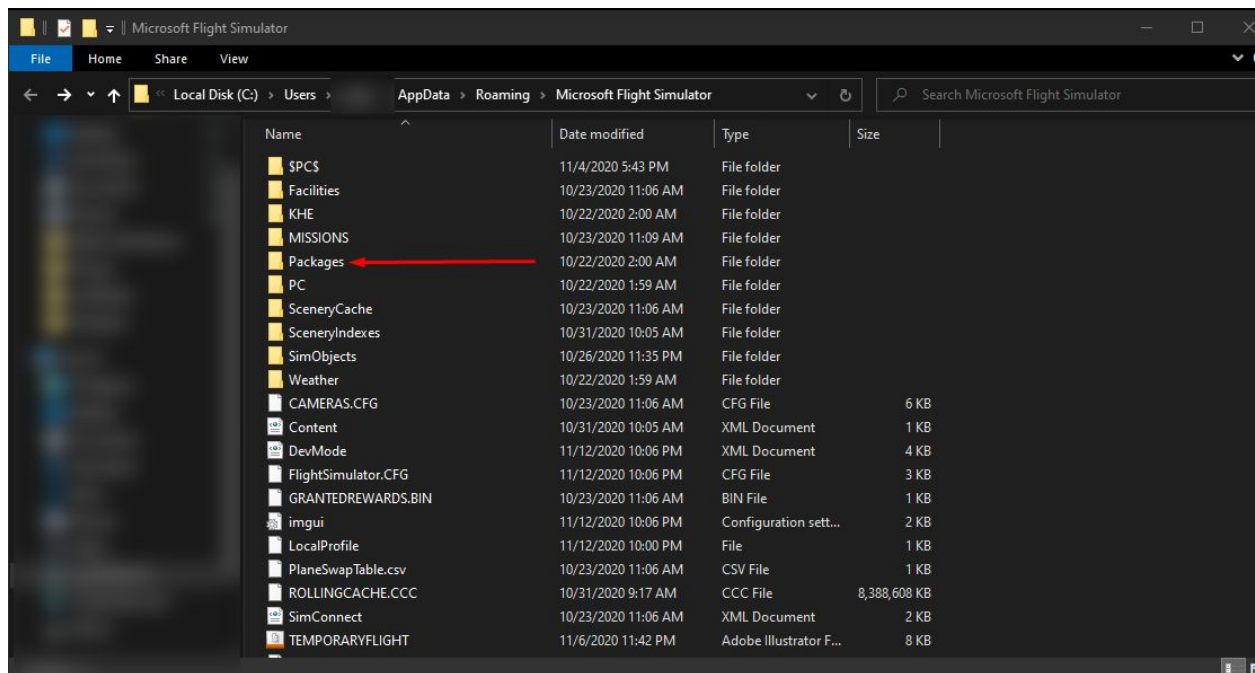 Microsoft Flight Simulator
File Home Share View
« Local Disk (C:) > Users > AppData > Roaming > Microsoft Flight Simulator Search Microsoft Flight Simulator
Name Date modified Type Size
$PC$ 11/4/2020 5:43 PM File folder
Facilities 10/23/2020 11:06 AM File folder
KHE 10/22/2020 2:00 AM File folder
MISSIONS 10/23/2020 11:09 AM File folder
Packages 10/22/2020 2:00 AM File folder
PC 10/22/2020 1:59 AM File folder
SceneryCache 10/23/2020 11:06 AM File folder
SceneryIndexes 10/31/2020 10:05 AM File folder
SimObjects 10/26/2020 11:35 PM File folder
Weather 10/22/2020 1:59 AM File folder
CAMERAS.CFG 10/23/2020 11:06 AM CFG File 6 KB
Content 10/31/2020 10:05 AM XML Document 1 KB
DevMode 11/12/2020 10:06 PM XML Document 4 KB
FlightSimulator.CFG 11/12/2020 10:06 PM CFG File 3 KB
GRANTEDREWARDS.BIN 10/23/2020 11:06 AM BIN File 1 KB
imgui 11/12/2020 10:06 PM Configuration sett... 2 KB
LocalProfile 11/12/2020 10:00 PM File 1 KB
PlaneSwapTable.csv 10/23/2020 11:06 AM CSV File 1 KB
ROLLINGCACHE.CCC 10/31/2020 9:17 AM CCC File 8,388,608 KB
SimConnect 10/23/2020 11:06 AM XML Document 2 KB
TEMPORARYFLIGHT 11/6/2020 11:42 PM Adobe Illustrator F... 8 KB